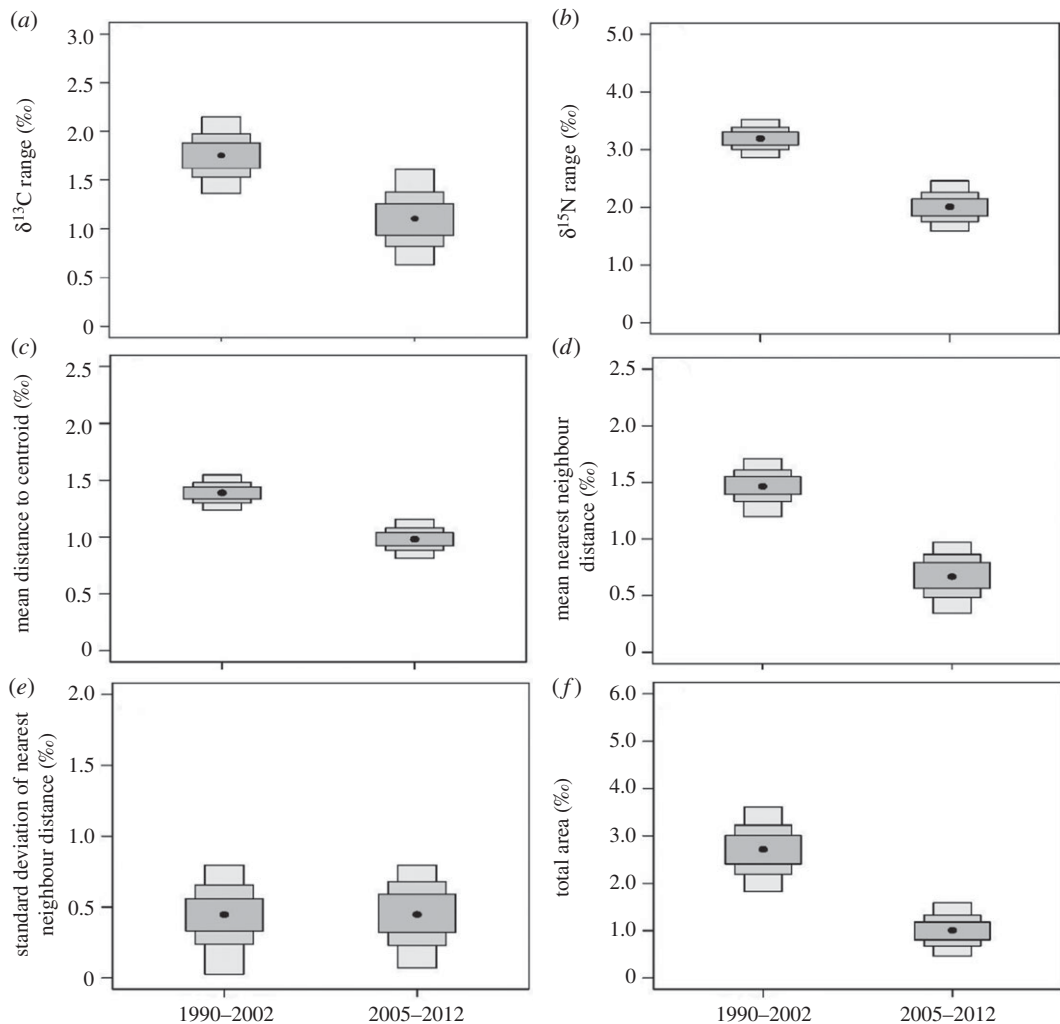 (a)
3.0
2.5
2.0
1.5
1.0
0.5
0
δ¹³C range (‰)
(b)
5.0
4.0
3.0
2.0
1.0
0
δ¹⁵N range (‰)
(c)
2.5
2.0
1.5
1.0
0.5
0
mean distance to centroid (‰)
(d)
2.5
2.0
1.5
1.0
0.5
0
mean nearest neighbour
distance (‰)
(e)
2.0
1.5
1.0
0.5
0
standard deviation of nearest
neighbour distance (‰)
1990–2002
2005–2012
(f)
6.0
5.0
4.0
3.0
2.0
1.0
0
total area (‰)
1990–2002
2005–2012